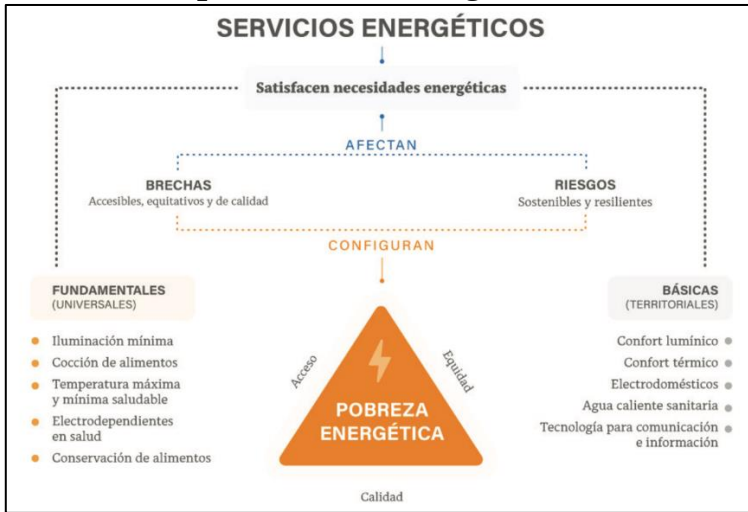 SERVICIOS ENERGÉTICOS
Satisfacen necesidades energéticas
AFECTAN
BRECHAS
Accesibles, equitativos y de calidad
RIESGOS
Sostenibles y resilientes
CONFIGURAN
FUNDAMENTALES
(UNIVERSALES)
Iluminación mínima
Cocción de alimentos
Temperatura máxima
y mínima saludable
Electrodependientes
en salud
Conservación de alimentos
Acceso
Equidad
POBREZA
ENERGÉTICA
Calidad
BÁSICAS
(TERRITORIALES)
Confort lumínico
Confort térmico
Electrodomésticos
Agua caliente sanitaria
Tecnología para comunicación
e información